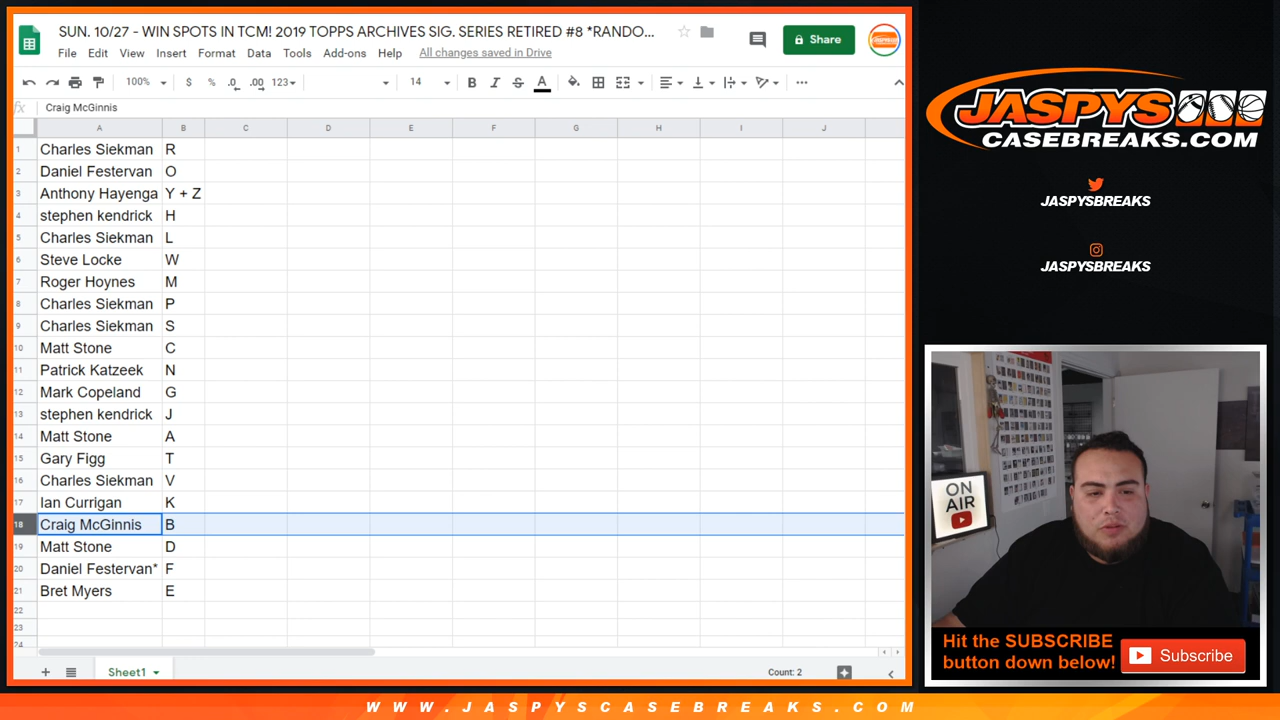 SUN. 10/27 - WIN SPOTS IN TCM! 2019 TOPPS ARCHIVES SIG. SERIES RETIRED #8 *RANDO...
Share
File Edit View Insert Format Data Tools Add-ons Help All changes saved in Drive
100% $ % .0 .00 123 14 B I S A ...
fx Craig McGinnis
A B C D E F G H I J
1 Charles Siekman R
2 Daniel Festervan O
3 Anthony Hayenga Y + Z
4 stephen kendrick H
5 Charles Siekman L
6 Steve Locke W
7 Roger Hoynes M
8 Charles Siekman P
9 Charles Siekman S
10 Matt Stone C
11 Patrick Katzeek N
12 Mark Copeland G
13 stephen kendrick J
14 Matt Stone A
15 Gary Figg T
16 Charles Siekman V
17 Ian Currigan K
18 Craig McGinnis B
19 Matt Stone D
20 Daniel Festervan* F
21 Bret Myers E
22
23
24
Sheet1
Count: 2
JASPYS
CASEBREAKS.COM
JASPYSBREAKS
JASPYSBREAKS
ON
AIR
Hit the SUBSCRIBE
button down below!
Subscribe
WWW.JASPYSCASEBREAKS.COM